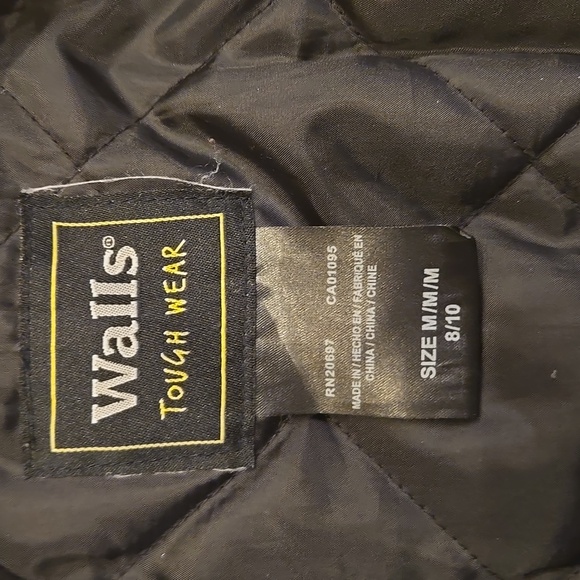 Walls®
TOUGH WEAR
RN20697 CA01095
MADE IN / HECHO EN / FABRIQUÉ EN
CHINA / CHINA / CHINE
SIZE M/M/M
8/10